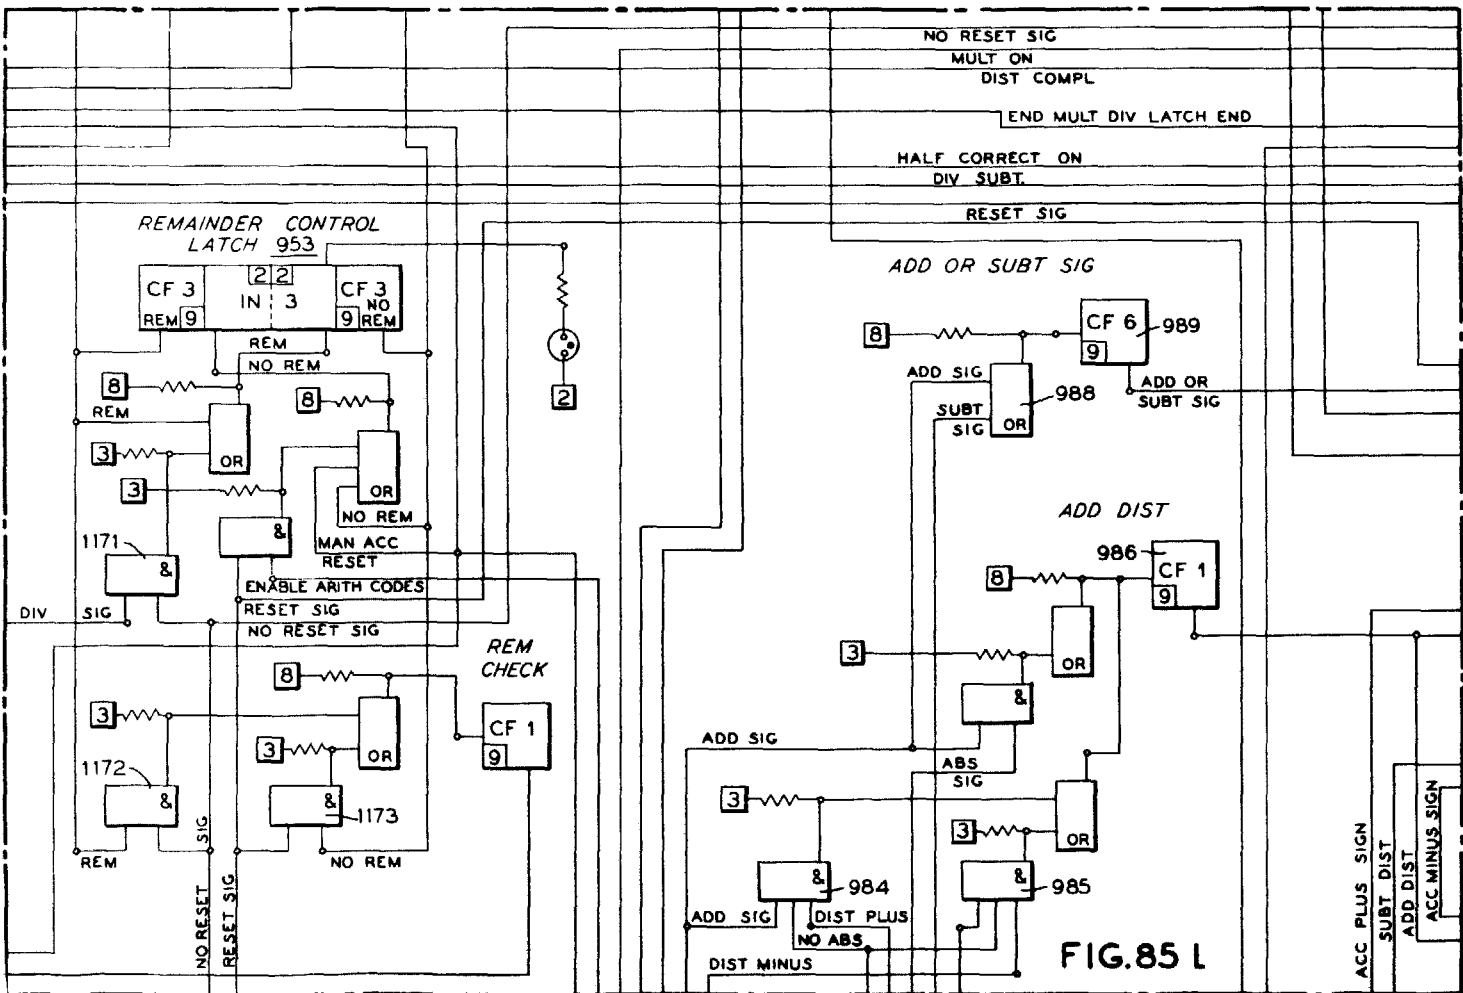 NO RESET SIG
MULT ON
DIST COMPL
END MULT DIV LATCH END
HALF CORRECT ON
DIV SUBT.
RESET SIG
REMAINDER CONTROL
LATCH 953
CF 3
REM 9
2 2
IN 3
CF 3
NO
9 REM
REM
NO REM
8
8
REM
3
OR
3
OR
NO REM
2
1171
&
&
MAN ACC
RESET
ENABLE ARITH CODES
DIV SIG
RESET SIG
NO RESET SIG
REM
CHECK
8
3
3
OR
CF 1
9
1172
&
&
1173
REM
NO REM
NO RESET SIG
RESET SIG
ADD OR SUBT SIG
8
CF 6
9
989
ADD SIG
988
SUBT
SIG
OR
ADD OR
SUBT SIG
ADD DIST
986
8
CF 1
9
3
OR
&
ADD SIG
ABS
SIG
3
3
OR
&
984
&
985
ADD SIG
DIST PLUS
NO ABS
DIST MINUS
FIG.85 L
ACC PLUS SIGN
SUBT DIST
ADD DIST
ACC MINUS SIGN